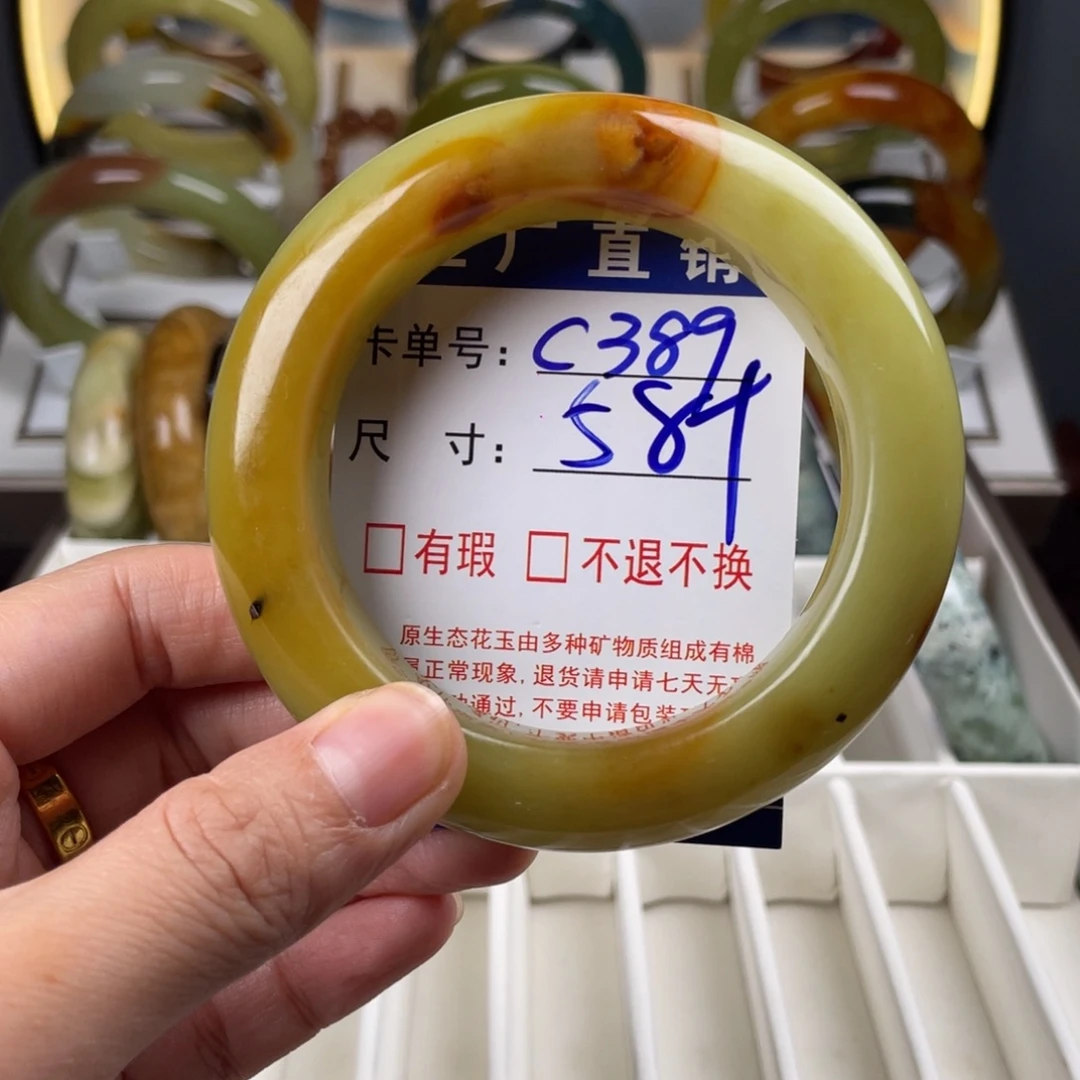 厂直销
卡单号: C389
尺 寸: 584
□有瑕 □不退不换
原生态花玉由多种矿物质组成有棉
正常现象,退货请申请七天无
通过,不要申请包装